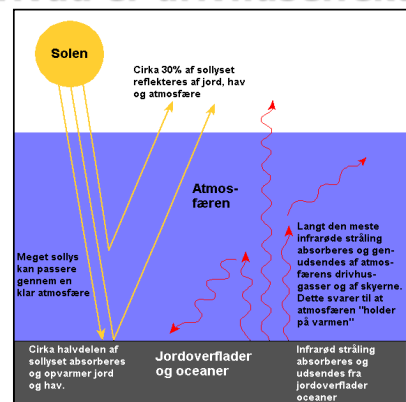 Solen
Cirka 30% af sollyset
reflekteres af jord, hav
og atmosfære
Atmos-
færen
Meget sollys
kan passere
gennem en
klar atmosfære
Langt den meste
infrarøde stråling
absorberes og gen-
udsendes af atmos-
færens drivhus-
gasser og af skyerne.
Dette svarer til at
atmosfæren "holder
på varmen"
Cirka halvdelen af
sollyset absorberes
og opvarmer jord
og hav.
Jordoverflader
og oceaner
Infrarød stråling
absorberes og
udsendes fra
jordoverflader
oceaner